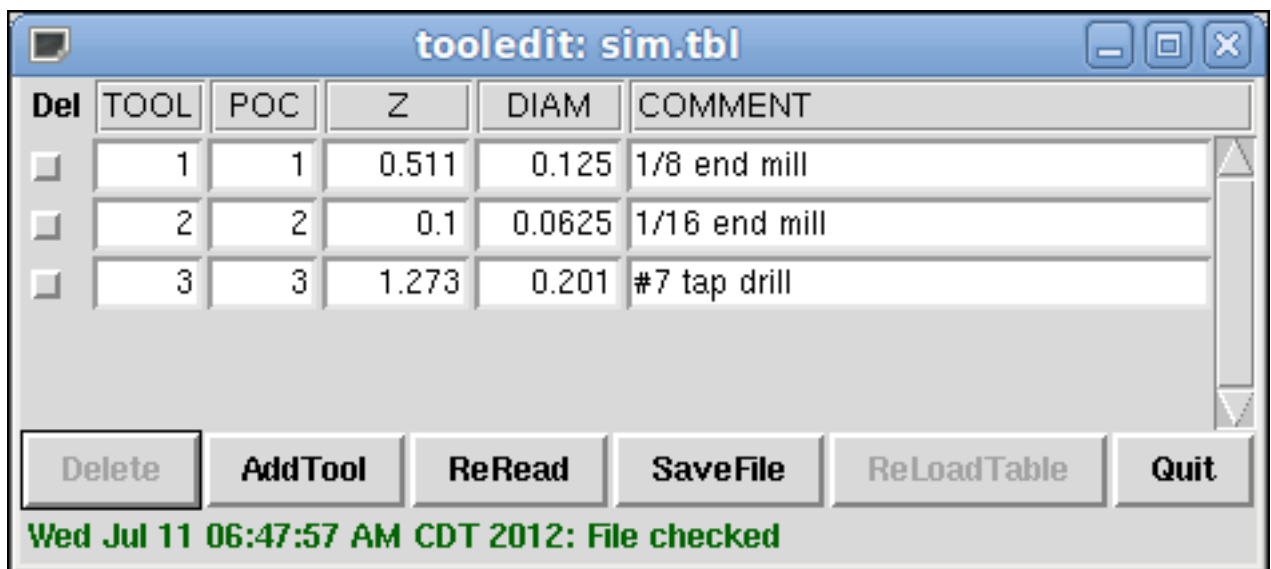 tooledit: sim.tbl
Del TOOL POC Z DIAM COMMENT
1 1 0.511 0.125 1/8 end mill
2 2 0.1 0.0625 1/16 end mill
3 3 1.273 0.201 #7 tap drill
Delete AddTool ReRead SaveFile ReLoadTable Quit
Wed Jul 11 06:47:57 AM CDT 2012: File checked